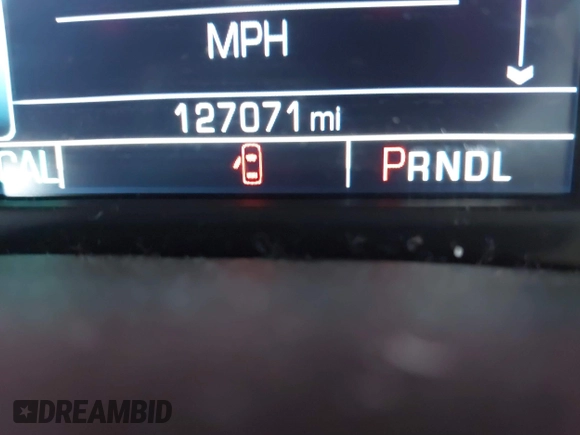 MPH
127071 mi
PRNDL
DREAMBID